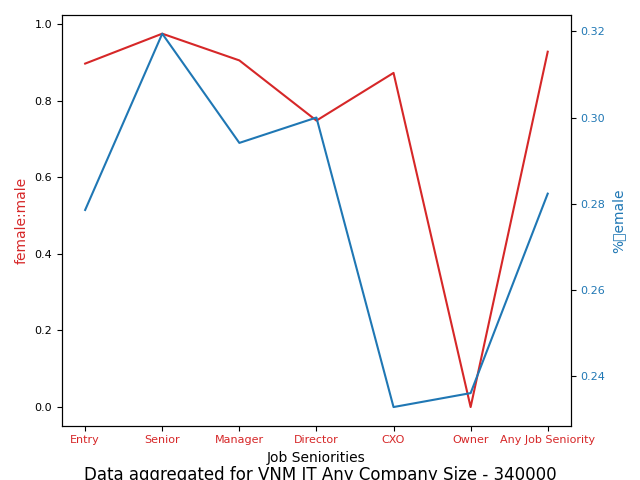 1.0
0.8
0.6
0.4
0.2
0.0
female:male
0.32
0.30
0.28
0.26
0.24
Entry Senior Manager Director CXO Owner Any Job Seniority
Job Seniorities
Data aggregated for VNM IT Any Company Size - 340000